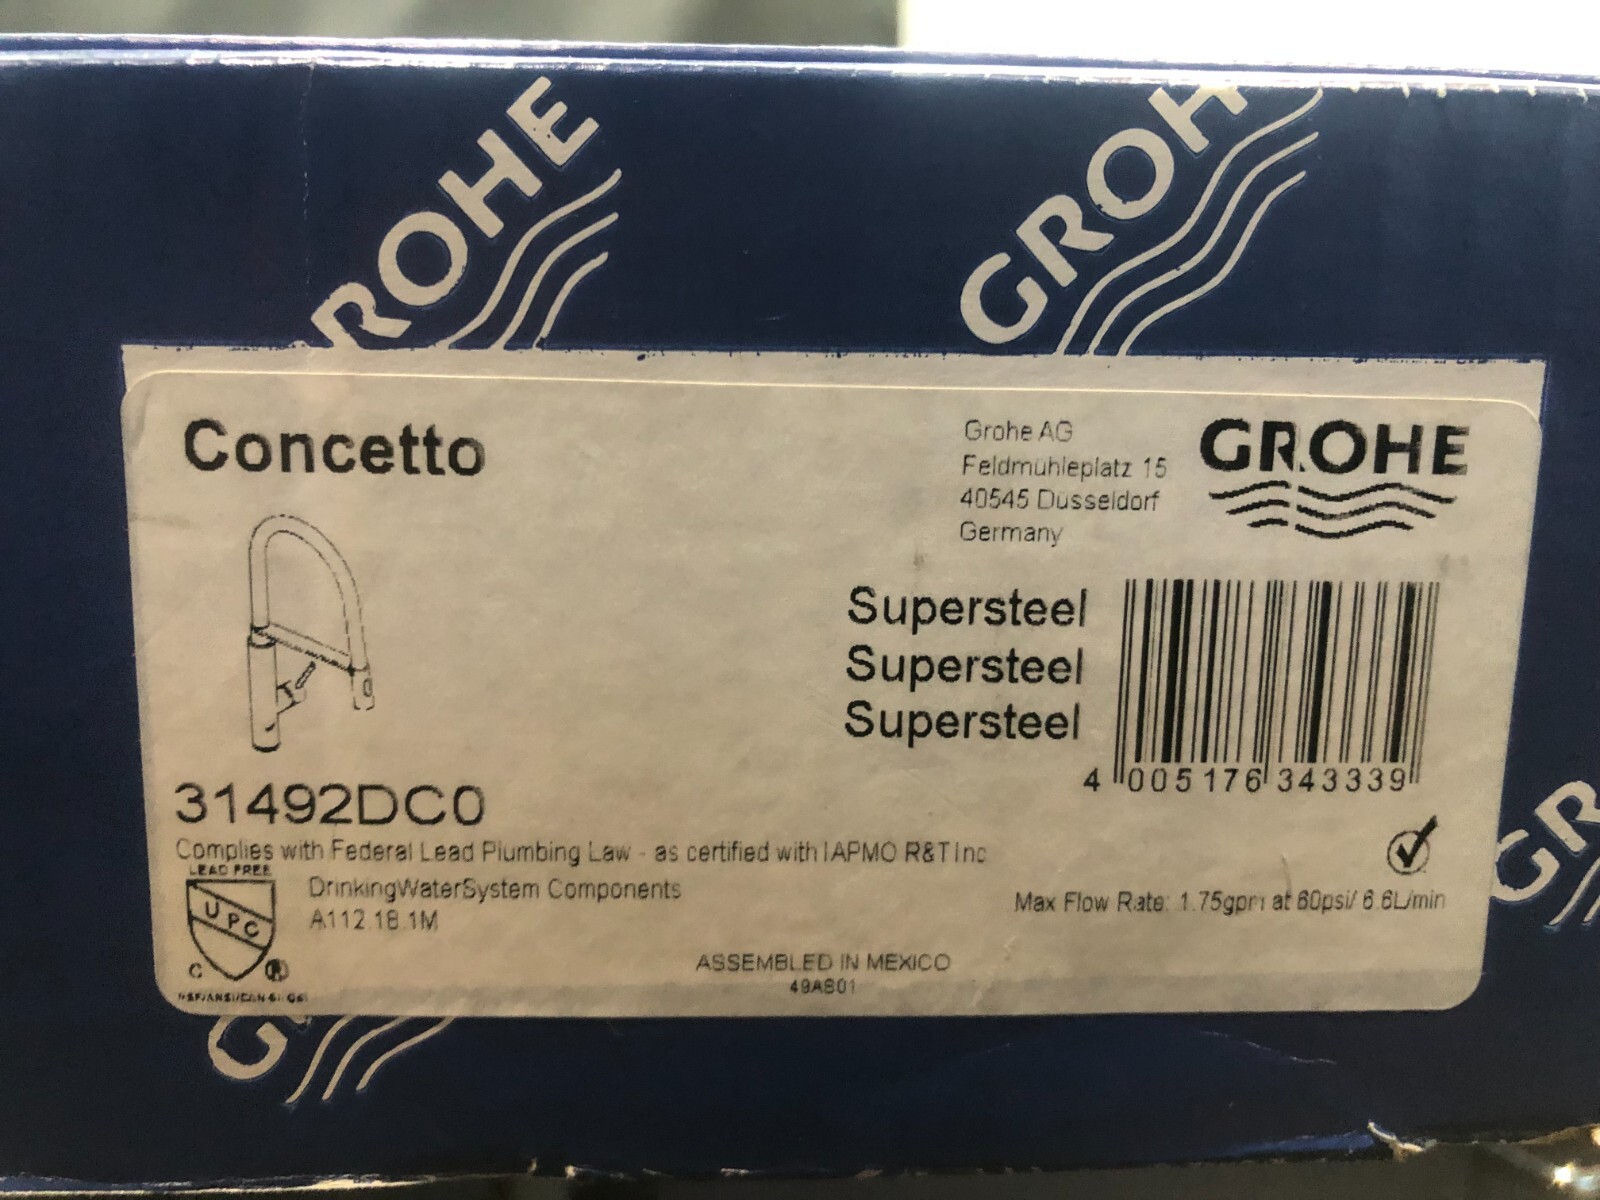 GROHE
GROH
Concetto
Grohe AG
Feldmuhleplatz 15
40545 Dusseldorf
Germany
GROHE
Supersteel
Supersteel
Supersteel
4 005176 343339
31492DC0
Complies with Federal Lead Plumbing Law - as certified with IAPMO R&T Inc
LEAD FREE
UPC
C ®
DrinkingWaterSystem Components
A112.18.1M
Max Flow Rate: 1.75gpm at 60psi/ 6.6L/min
ASSEMBLED IN MEXICO
GR
G